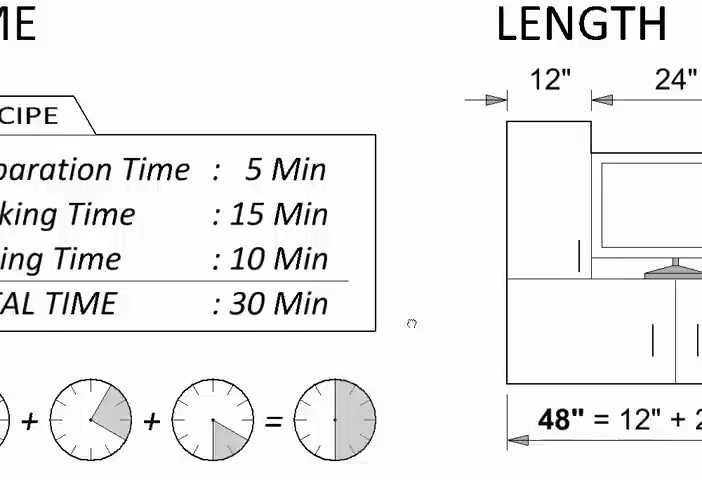 ME
LENGTH
CIPE
12" 24"
paration Time : 5 Min
king Time : 15 Min
ing Time : 10 Min
AL TIME : 30 Min
+ + =
48" = 12" + 2